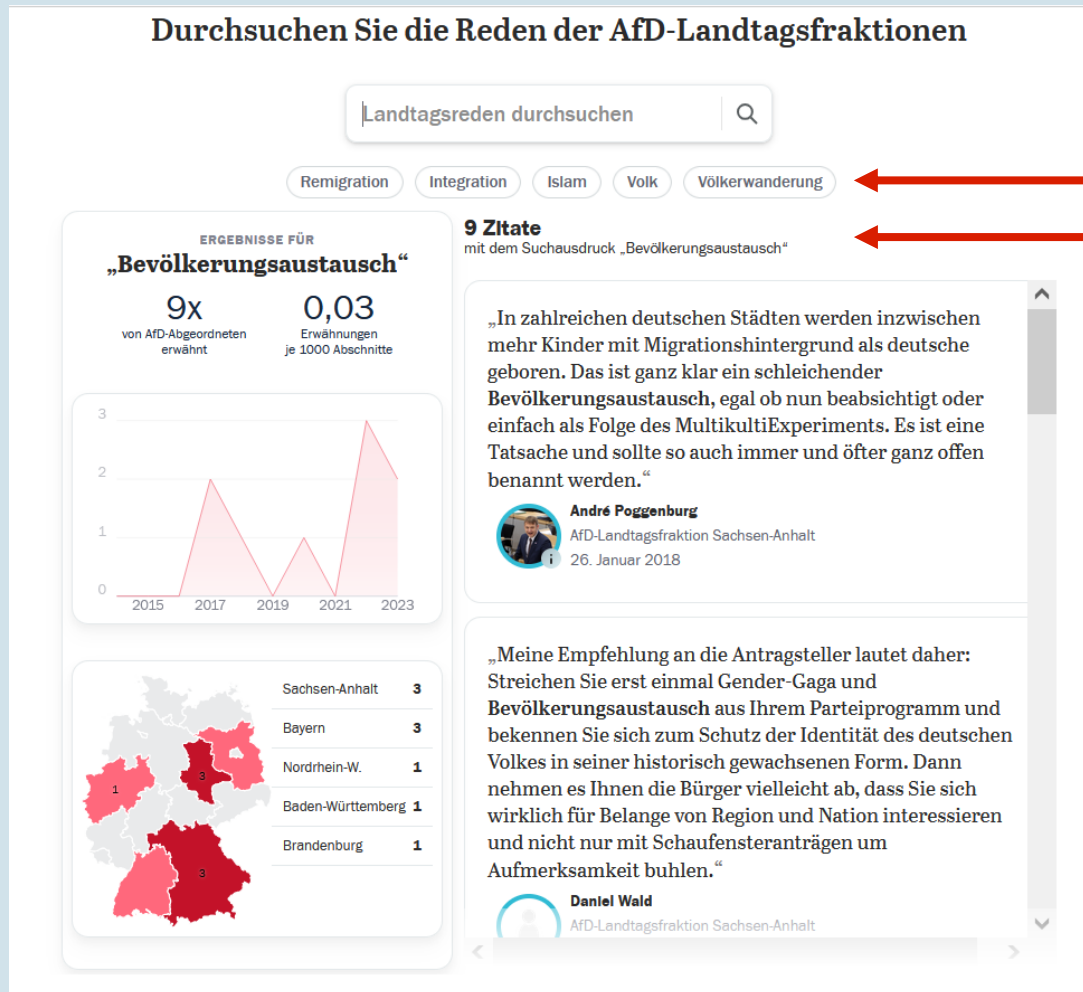 Durchsuchen Sie die Reden der AfD-Landtagsfraktionen
Landtagsreden durchsuchen
Remigration Integration Islam Volk Völkerwanderung
ERGEBNISSE FÜR
„Bevölkerungsaustausch“
9x
von AfD-Abgeordneten
erwähnt
0,03
Erwähnungen
je 1000 Abschnitte
3
2
1
0
2015 2017 2019 2021 2023
1
3
3
Sachsen-Anhalt 3
Bayern 3
Nordrhein-W. 1
Baden-Württemberg 1
Brandenburg 1
9 Zitate
mit dem Suchausdruck „Bevölkerungsaustausch“
„In zahlreichen deutschen Städten werden inzwischen
mehr Kinder mit Migrationshintergrund als deutsche
geboren. Das ist ganz klar ein schleichender
Bevölkerungsaustausch, egal ob nun beabsichtigt oder
einfach als Folge des MultikultiExperiments. Es ist eine
Tatsache und sollte so auch immer und öfter ganz offen
benannt werden.“
André Poggenburg
AfD-Landtagsfraktion Sachsen-Anhalt
i
26. Januar 2018
„Meine Empfehlung an die Antragsteller lautet daher:
Streichen Sie erst einmal Gender-Gaga und
Bevölkerungsaustausch aus Ihrem Parteiprogramm und
bekennen Sie sich zum Schutz der Identität des deutschen
Volkes in seiner historisch gewachsenen Form. Dann
nehmen es Ihnen die Bürger vielleicht ab, dass Sie sich
wirklich für Belange von Region und Nation interessieren
und nicht nur mit Schaufensteranträgen um
Aufmerksamkeit buhlen.“
Daniel Wald
AfD-Landtagsfraktion Sachsen-Anhalt